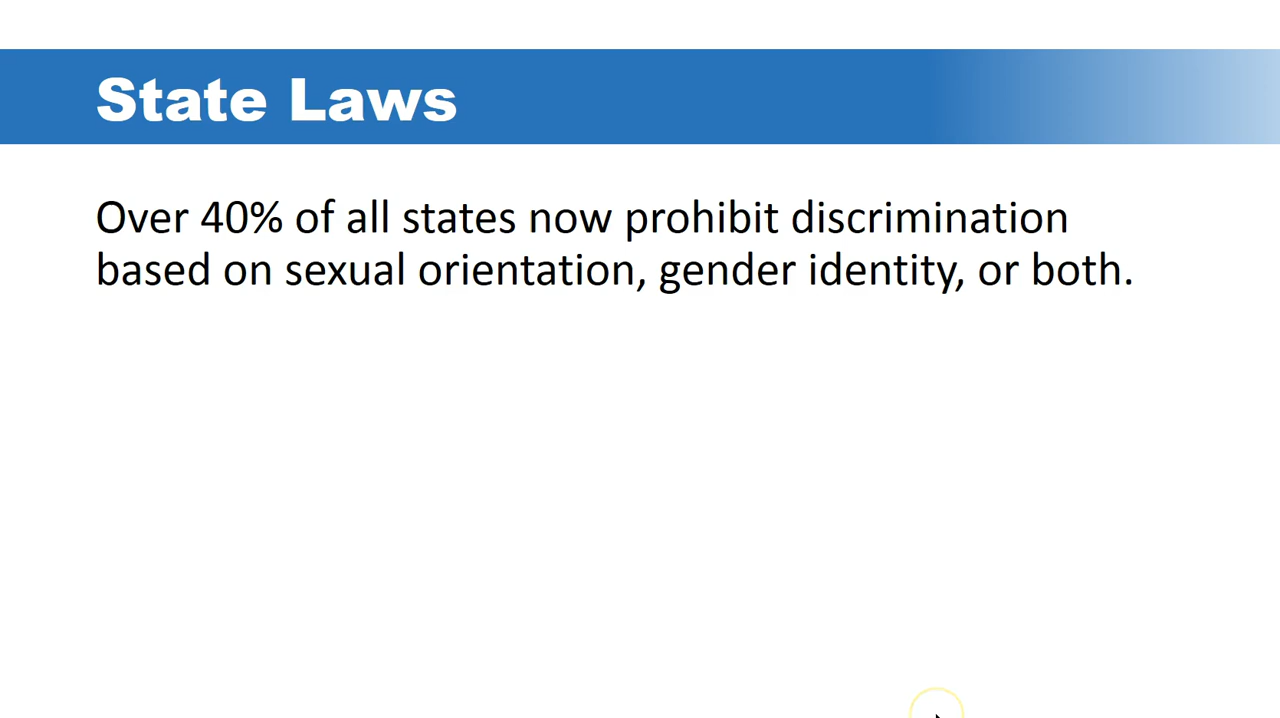 State Laws
Over 40% of all states now prohibit discrimination
based on sexual orientation, gender identity, or both.